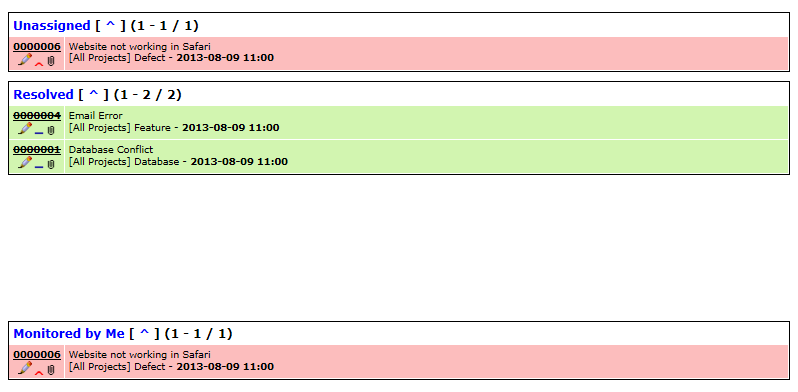 Unassigned [ ^ ] (1 - 1 / 1)
0000006 Website not working in Safari
[All Projects] Defect - 2013-08-09 11:00
Resolved [ ^ ] (1 - 2 / 2)
0000004 Email Error
[All Projects] Feature - 2013-08-09 11:00
0000001 Database Conflict
[All Projects] Database - 2013-08-09 11:00
Monitored by Me [ ^ ] (1 - 1 / 1)
0000006 Website not working in Safari
[All Projects] Defect - 2013-08-09 11:00